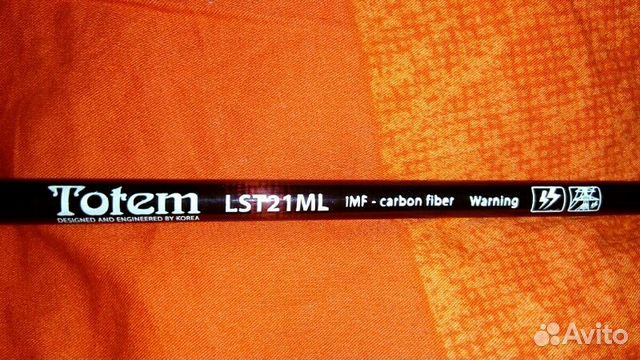 Totem
DESIGNED AND ENGINEERED BY KOREA
LST21ML IMF - carbon fiber Warning
Avito